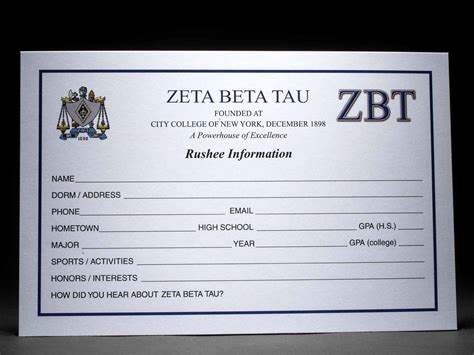 ZETA BETA TAU
ZBT
FOUNDED AT
CITY COLLEGE OF NEW YORK, DECEMBER 1898
A Powerhouse of Excellence
1898
Rushee Information
NAME
DORM / ADDRESS
PHONE EMAIL
HOMETOWN HIGH SCHOOL GPA (H.S.)
MAJOR YEAR GPA (college)
SPORTS / ACTIVITIES
HONORS / INTERESTS
HOW DID YOU HEAR ABOUT ZETA BETA TAU?